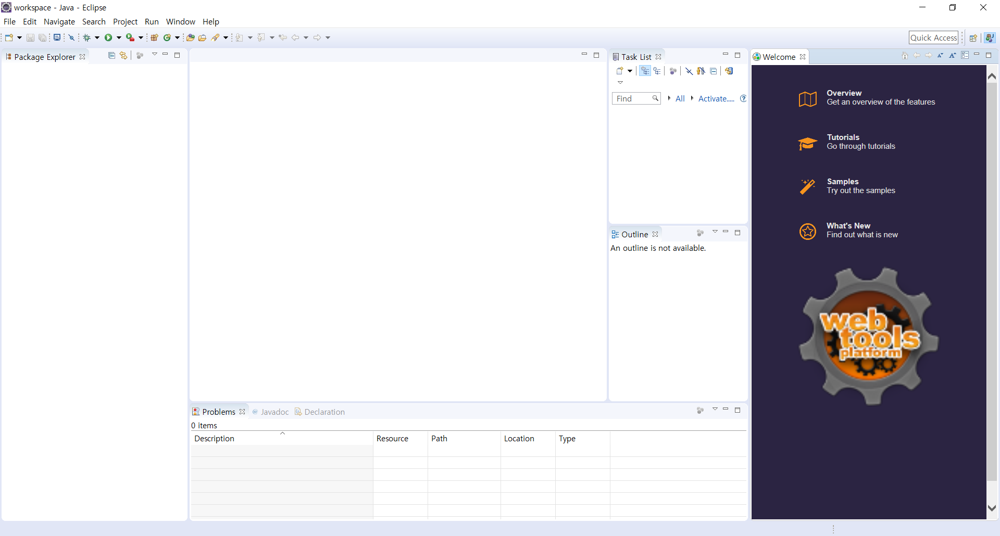 workspace - Java - Eclipse
File Edit Navigate Search Project Run Window Help
Quick Access
Package Explorer
Task List
Find
All
Activate.....
Outline
An outline is not available.
Welcome
Overview
Get an overview of the features
Tutorials
Go through tutorials
Samples
Try out the samples
What's New
Find out what is new
web
tools
platform
Problems @ Javadoc Declaration
0 items
Description Resource Path Location Type